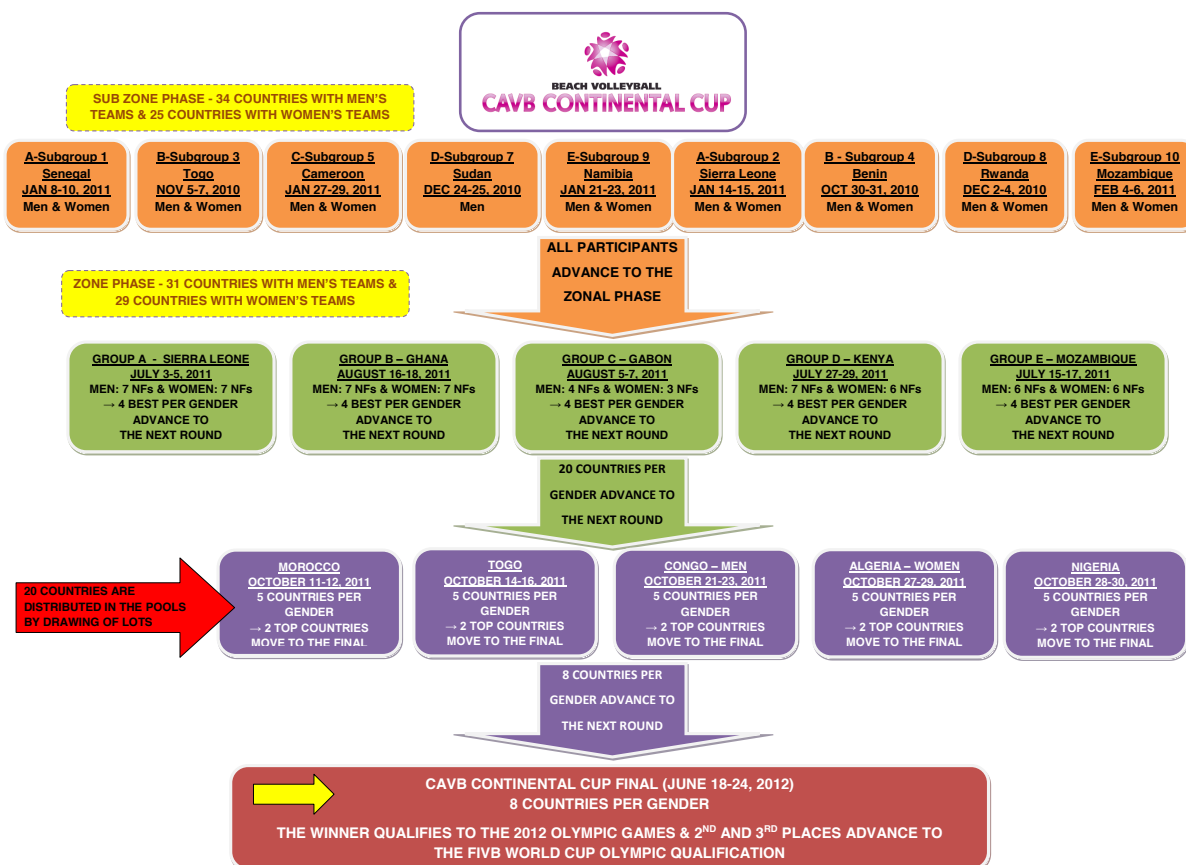 BEACH VOLLEYBALL
CAVB CONTINENTAL CUP
SUB ZONE PHASE - 34 COUNTRIES WITH MEN'S
TEAMS & 25 COUNTRIES WITH WOMEN'S TEAMS
A-Subgroup 1
Senegal
JAN 8-10, 2011
Men & Women
B-Subgroup 3
Togo
NOV 5-7, 2010
Men & Women
C-Subgroup 5
Cameroon
JAN 27-29, 2011
Men & Women
D-Subgroup 7
Sudan
DEC 24-25, 2010
Men
E-Subgroup 9
Namibia
JAN 21-23, 2011
Men & Women
A-Subgroup 2
Sierra Leone
JAN 14-15, 2011
Men & Women
B - Subgroup 4
Benin
OCT 30-31, 2010
Men & Women
D-Subgroup 8
Rwanda
DEC 2-4, 2010
Men & Women
E-Subgroup 10
Mozambique
FEB 4-6, 2011
Men & Women
ALL PARTICIPANTS
ADVANCE TO THE
ZONAL PHASE
ZONE PHASE - 31 COUNTRIES WITH MEN'S TEAMS &
29 COUNTRIES WITH WOMEN'S TEAMS
GROUP A - SIERRA LEONE
JULY 3-5, 2011
MEN: 7 NFs & WOMEN: 7 NFs
→ 4 BEST PER GENDER
ADVANCE TO
THE NEXT ROUND
GROUP B – GHANA
AUGUST 16-18, 2011
MEN: 7 NFs & WOMEN: 7 NFs
→ 4 BEST PER GENDER
ADVANCE TO
THE NEXT ROUND
GROUP C – GABON
AUGUST 5-7, 2011
MEN: 4 NFs & WOMEN: 3 NFs
→ 4 BEST PER GENDER
ADVANCE TO
THE NEXT ROUND
GROUP D – KENYA
JULY 27-29, 2011
MEN: 7 NFs & WOMEN: 6 NFs
→ 4 BEST PER GENDER
ADVANCE TO
THE NEXT ROUND
GROUP E – MOZAMBIQUE
JULY 15-17, 2011
MEN: 6 NFs & WOMEN: 6 NFs
→ 4 BEST PER GENDER
ADVANCE TO
THE NEXT ROUND
20 COUNTRIES PER
GENDER ADVANCE TO
THE NEXT ROUND
20 COUNTRIES ARE
DISTRIBUTED IN THE POOLS
BY DRAWING OF LOTS
MOROCCO
OCTOBER 11-12, 2011
5 COUNTRIES PER
GENDER
→ 2 TOP COUNTRIES
MOVE TO THE FINAL
TOGO
OCTOBER 14-16, 2011
5 COUNTRIES PER
GENDER
→ 2 TOP COUNTRIES
MOVE TO THE FINAL
CONGO – MEN
OCTOBER 21-23, 2011
5 COUNTRIES PER
GENDER
→ 2 TOP COUNTRIES
MOVE TO THE FINAL
ALGERIA – WOMEN
OCTOBER 27-29, 2011
5 COUNTRIES PER
GENDER
→ 2 TOP COUNTRIES
MOVE TO THE FINAL
NIGERIA
OCTOBER 28-30, 2011
5 COUNTRIES PER
GENDER
→ 2 TOP COUNTRIES
MOVE TO THE FINAL
8 COUNTRIES PER
GENDER ADVANCE TO
THE NEXT ROUND
CAVB CONTINENTAL CUP FINAL (JUNE 18-24, 2012)
8 COUNTRIES PER GENDER
THE WINNER QUALIFIES TO THE 2012 OLYMPIC GAMES & 2ND AND 3RD PLACES ADVANCE TO
THE FIVB WORLD CUP OLYMPIC QUALIFICATION